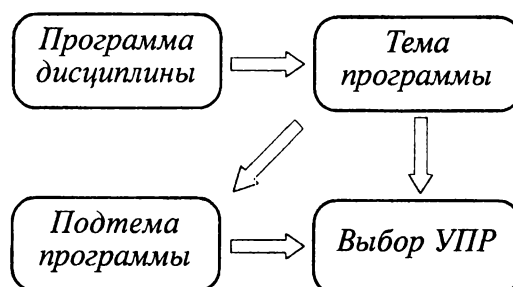 Программа
дисциплины
Тема
программы
Подтема
программы
Выбор УПР